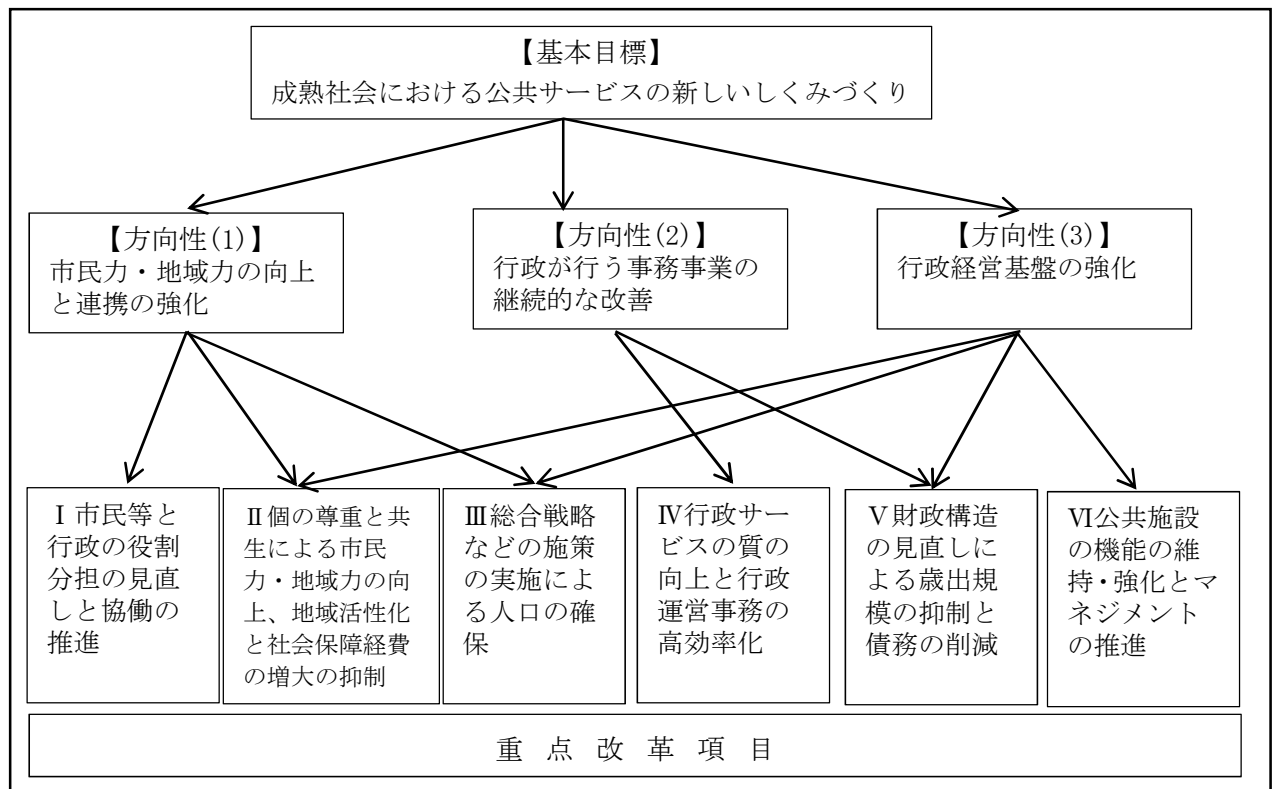 【基本目標】
成熟社会における公共サービスの新しいしくみづくり
【方向性(1)】
市民力・地域力の向上
と連携の強化
【方向性(2)】
行政が行う事務事業の
継続的な改善
【方向性(3)】
行政経営基盤の強化
Ⅰ市民等と
行政の役割
分担の見直
しと協働の
推進
Ⅱ個の尊重と共
生による市民
力・地域力の向
上、地域活性化
と社会保障経費
の増大の抑制
Ⅲ総合戦略
などの施策
の実施によ
る人口の確
保
Ⅳ行政サー
ビスの質の
向上と行政
運営事務の
高効率化
Ⅴ財政構造
の見直しに
よる歳出規
模の抑制と
債務の削減
Ⅵ公共施設
の機能の維
持・強化とマ
ネジメント
の推進
重点改革項目